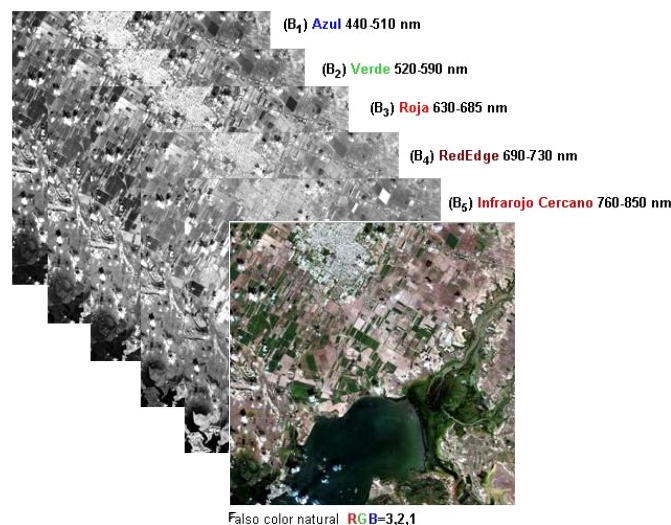 (B1) Azul 440-510 nm
(B2) Verde 520-590 nm
(B3) Roja 630-685 nm
(B4) RedEdge 690-730 nm
(B5) Infrarojo Cercano 760-850 nm
Falso color natural RGB=3,2,1